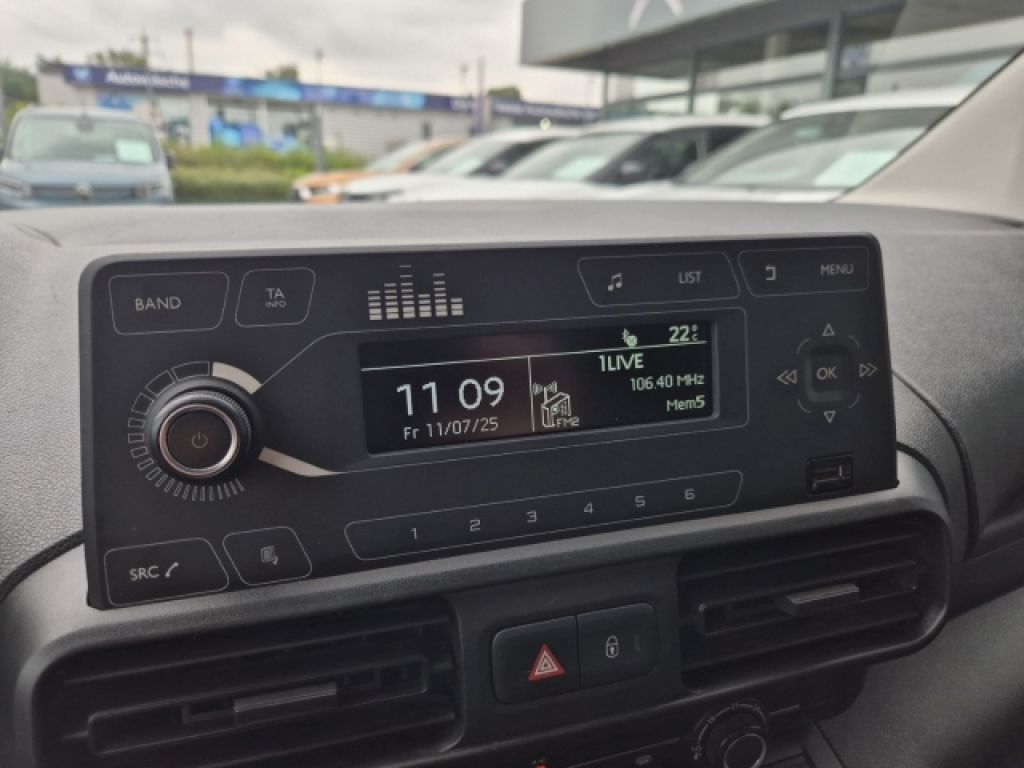 BAND
TA
INFO
LIST
MENU
22°C
1LIVE
11 09
106.40 MHz
FM2
Mem5
Fr 11/07/25
OK
1 2 3 4 5 6
SRC